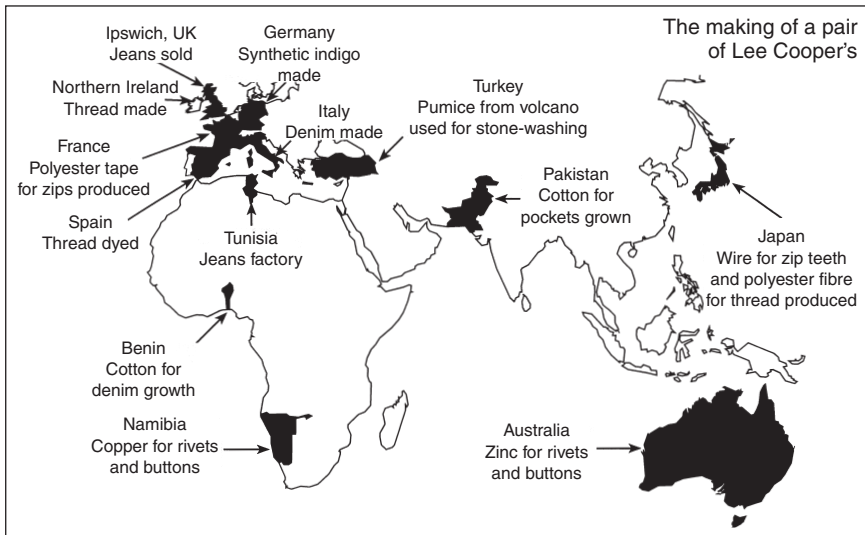 The making of a pair
of Lee Cooper's
Ipswich, UK
Jeans sold
Germany
Synthetic indigo
made
Northern Ireland
Thread made
Italy
Denim made
Turkey
Pumice from volcano
used for stone-washing
France
Polyester tape
for zips produced
Pakistan
Cotton for
pockets grown
Spain
Thread dyed
Tunisia
Jeans factory
Japan
Wire for zip teeth
and polyester fibre
for thread produced
Benin
Cotton for
denim growth
Namibia
Copper for rivets
and buttons
Australia
Zinc for rivets
and buttons